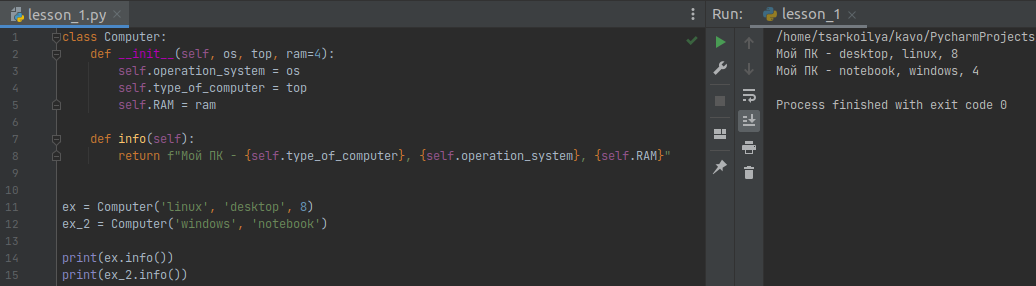 lesson_1.py
Run: lesson_1
1 class Computer:
2     def __init__(self, os, top, ram=4):
3         self.operation_system = os
4         self.type_of_computer = top
5         self.RAM = ram
6
7     def info(self):
8         return f"Мой ПК - {self.type_of_computer}, {self.operation_system}, {self.RAM}"
9
10
11 ex = Computer('linux', 'desktop', 8)
12 ex_2 = Computer('windows', 'notebook')
13
14 print(ex.info())
15 print(ex_2.info())
/home/tsarkoilya/kavo/PycharmProjects
Мой ПК - desktop, linux, 8
Мой ПК - notebook, windows, 4
Process finished with exit code 0